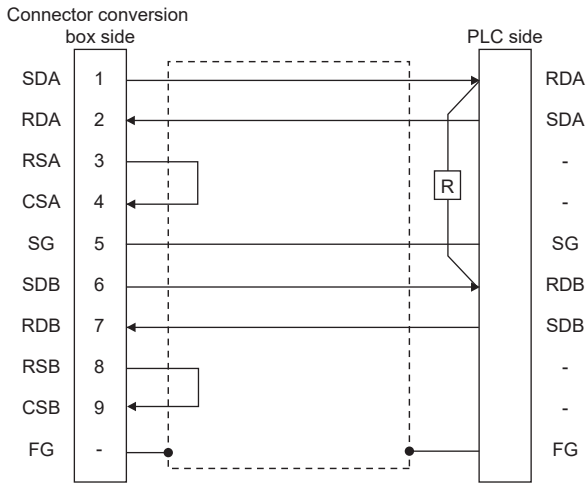 Connector conversion
box side PLC side
SDA 1 RDA
RDA 2 SDA
RSA 3 -
R
CSA 4 -
SG 5 SG
SDB 6 RDB
RDB 7 SDB
RSB 8 -
CSB 9 -
FG - FG